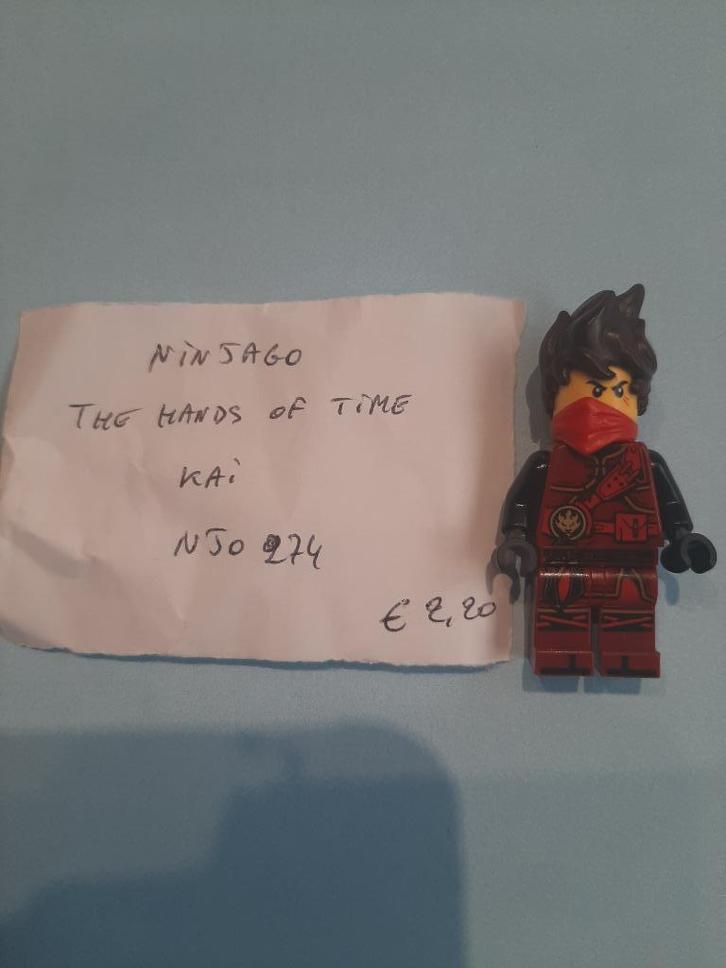 NiNJAGO
THE HANDS OF TiME
KAi
NJO 274
€ 2,20